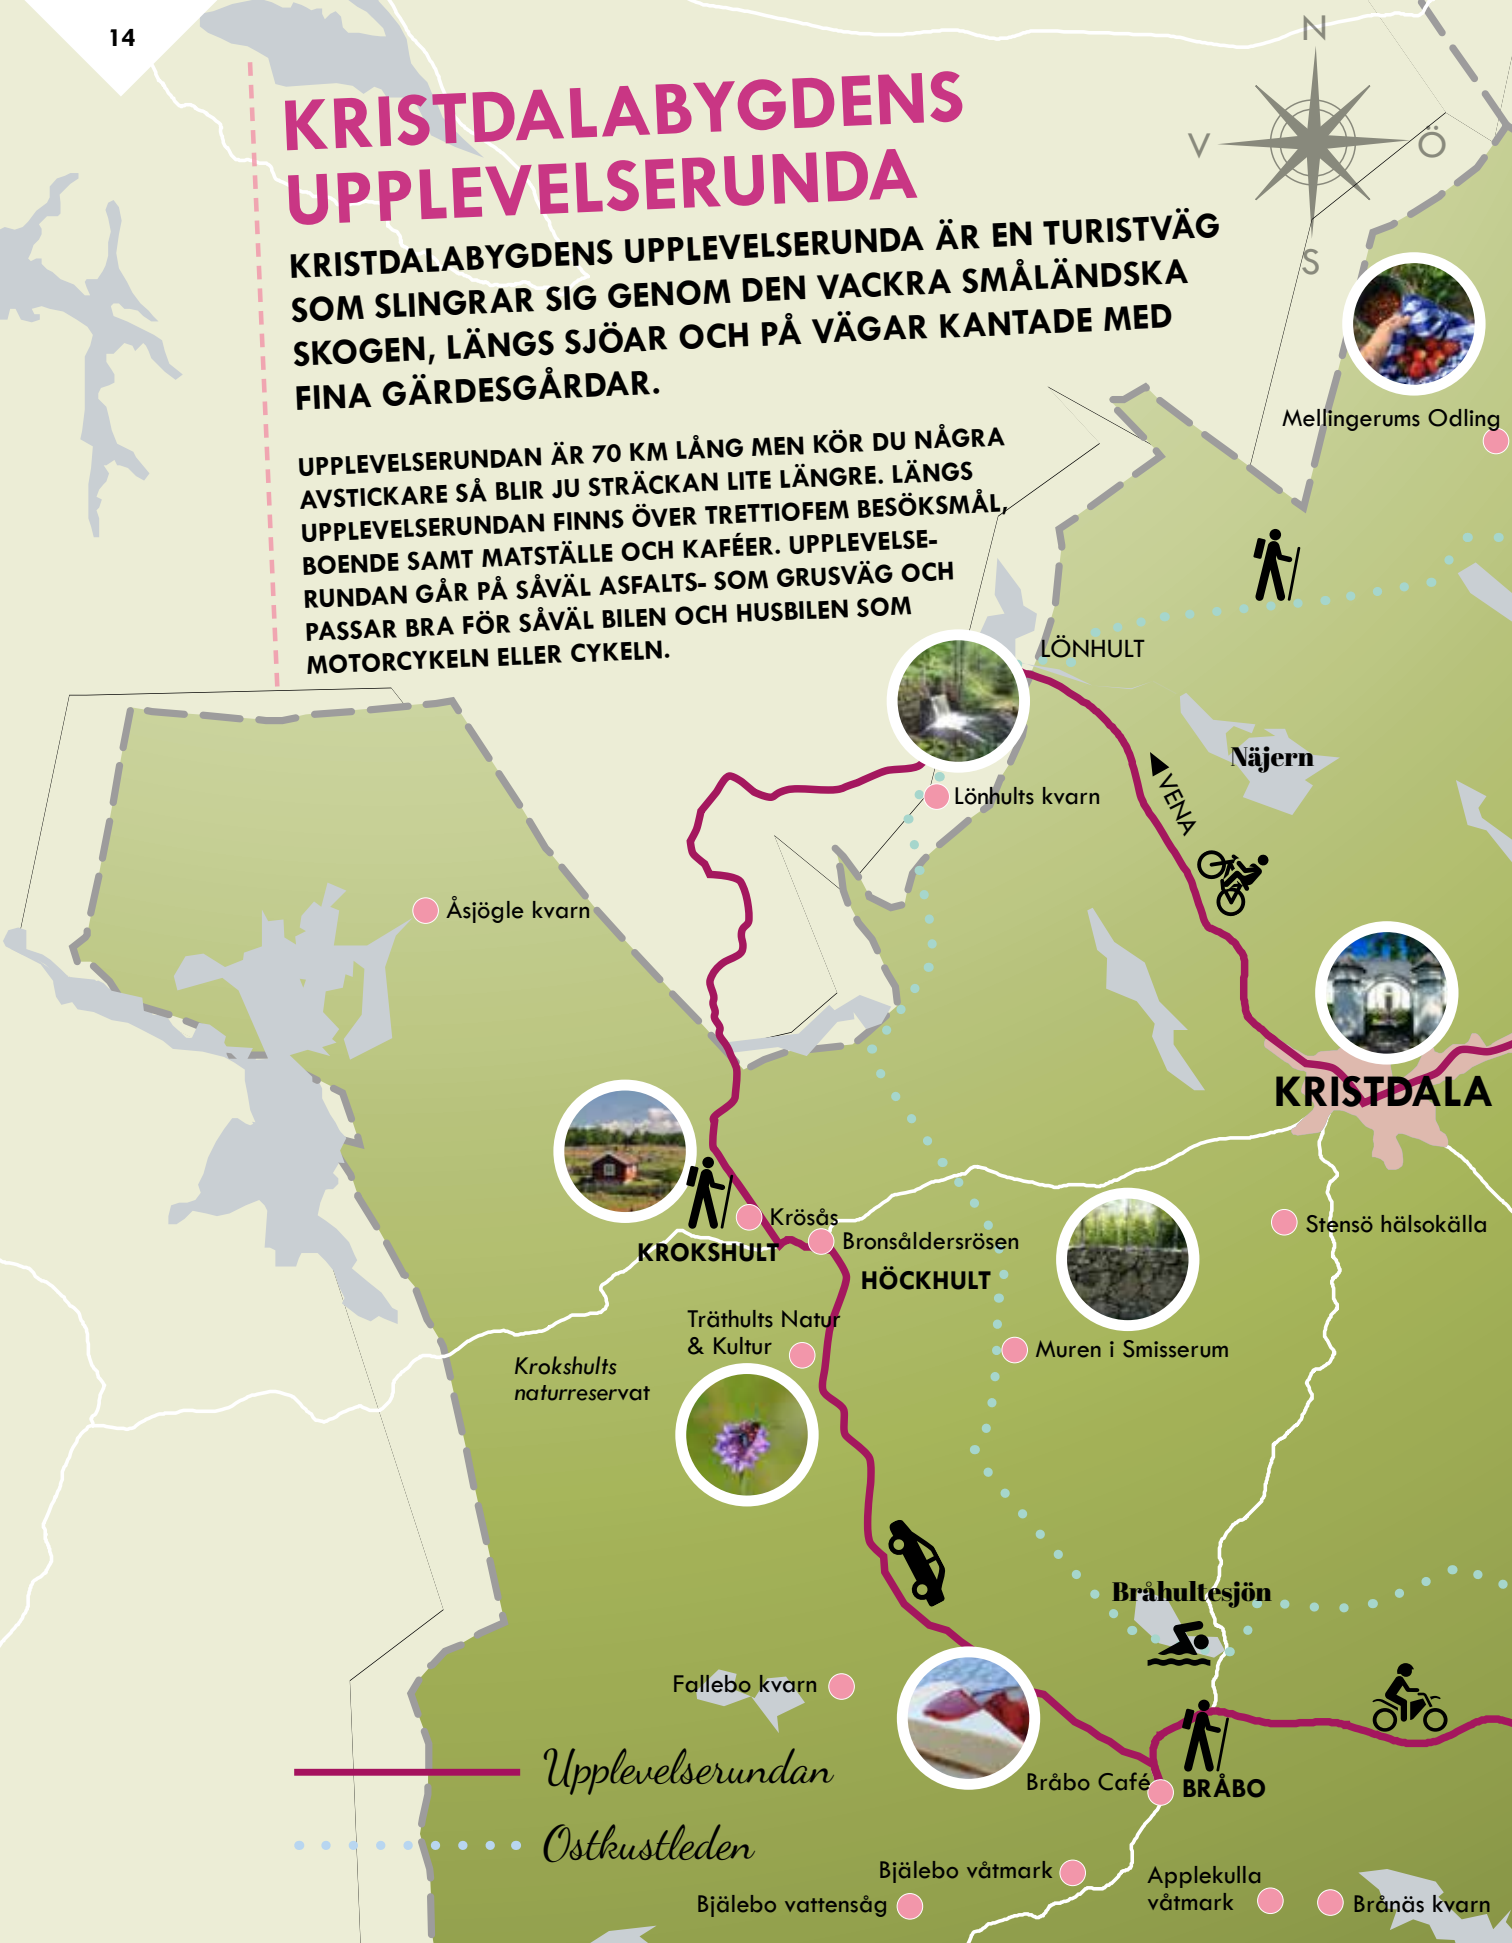 14
KRISTDALABYGDENS
UPPLEVELSERUNDA
KRISTDALABYGDENS UPPLEVELSERUNDA ÄR EN TURISTVÄG
SOM SLINGRAR SIG GENOM DEN VACKRA SMÅLÄNDSKA
SKOGEN, LÄNGS SJÖAR OCH PÅ VÄGAR KANTADE MED
FINA GÄRDESGÅRDAR.
UPPLEVELSERUNDAN ÄR 70 KM LÅNG MEN KÖR DU NÅGRA
AVSTICKARE SÅ BLIR JU STRÄCKAN LITE LÄNGRE. LÄNGS
UPPLEVELSERUNDAN FINNS ÖVER TRETTIOFEM BESÖKSMÅL,
BOENDE SAMT MATSTÄLLE OCH KAFÉER. UPPLEVELSE-
RUNDAN GÅR PÅ SÅVÄL ASFALTS- SOM GRUSVÄG OCH
PASSAR BRA FÖR SÅVÄL BILEN OCH HUSBILEN SOM
MOTORCYKELN ELLER CYKELN.
N
V
Ö
S
Mellingerums Odling
LÖNHULT
Näjern
VENA
Lönhults kvarn
Åsjögle kvarn
KRISTDALA
Krösås
KROKSHULT
Bronsåldersrösen
HÖCKHULT
Stensö hälsokälla
Träthults Natur
& Kultur
Muren i Smisserum
Krokshults
naturreservat
Bråhultesjön
Fallebo kvarn
Upplevelserundan
Bråbo Café
BRÅBO
Ostkustleden
Bjälebo våtmark
Bjälebo vattensåg
Applekulla
våtmark
Brånäs kvarn